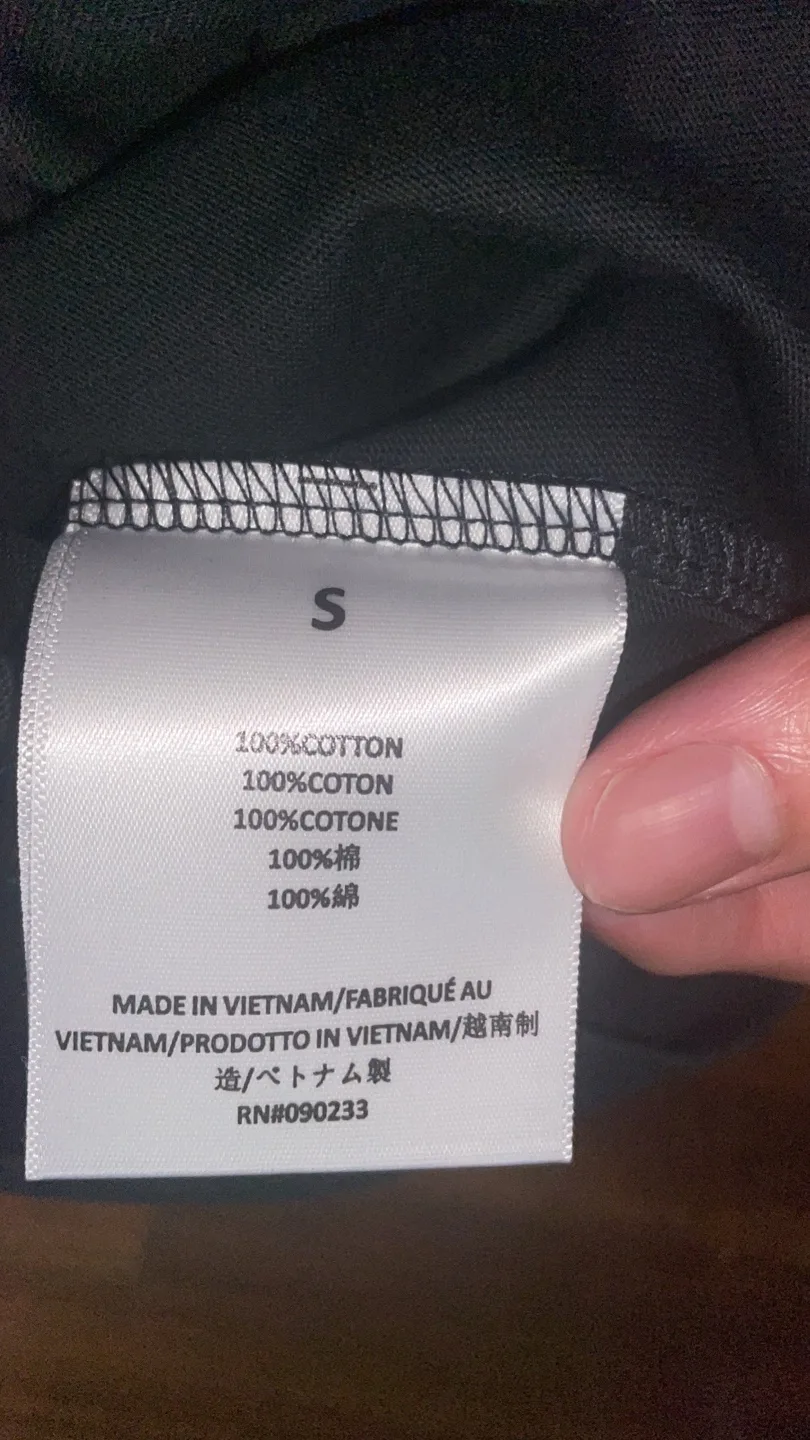 S
100%COTTON
100%COTON
100%COTONE
100%棉
100%綿
MADE IN VIETNAM/FABRIQUÉ AU
VIETNAM/PRODOTTO IN VIETNAM/越南制
造/ベトナム製
RN#090233